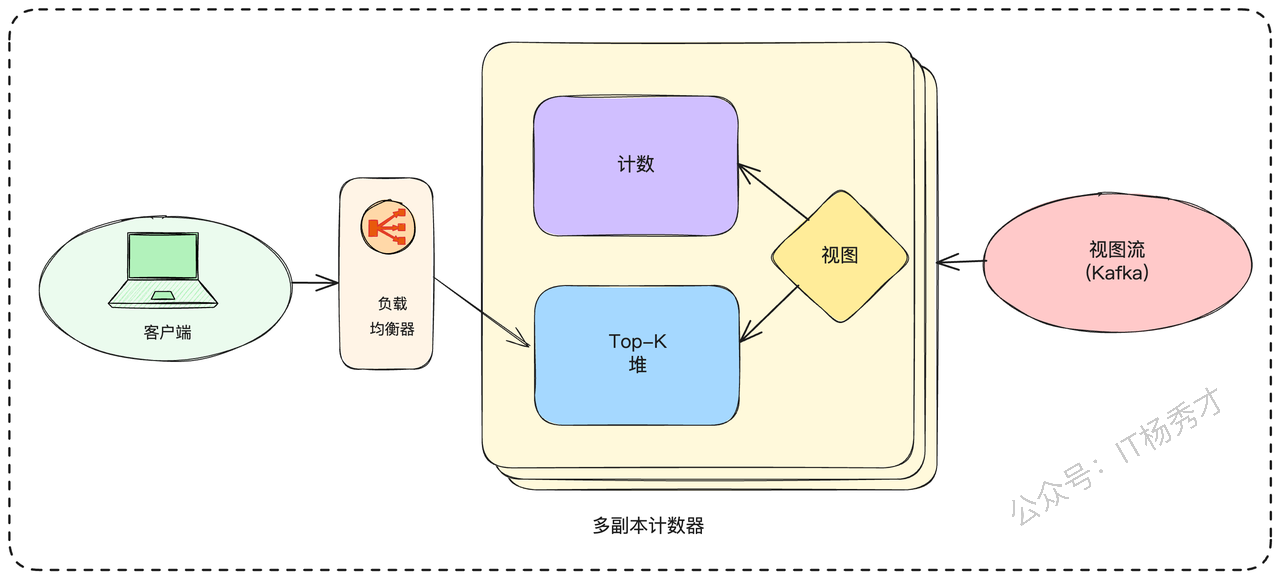 客户端
负载
均衡器
计数
Top-K
堆
视图
视图流
(Kafka)
多副本计数器
公众号：IT杨秀才